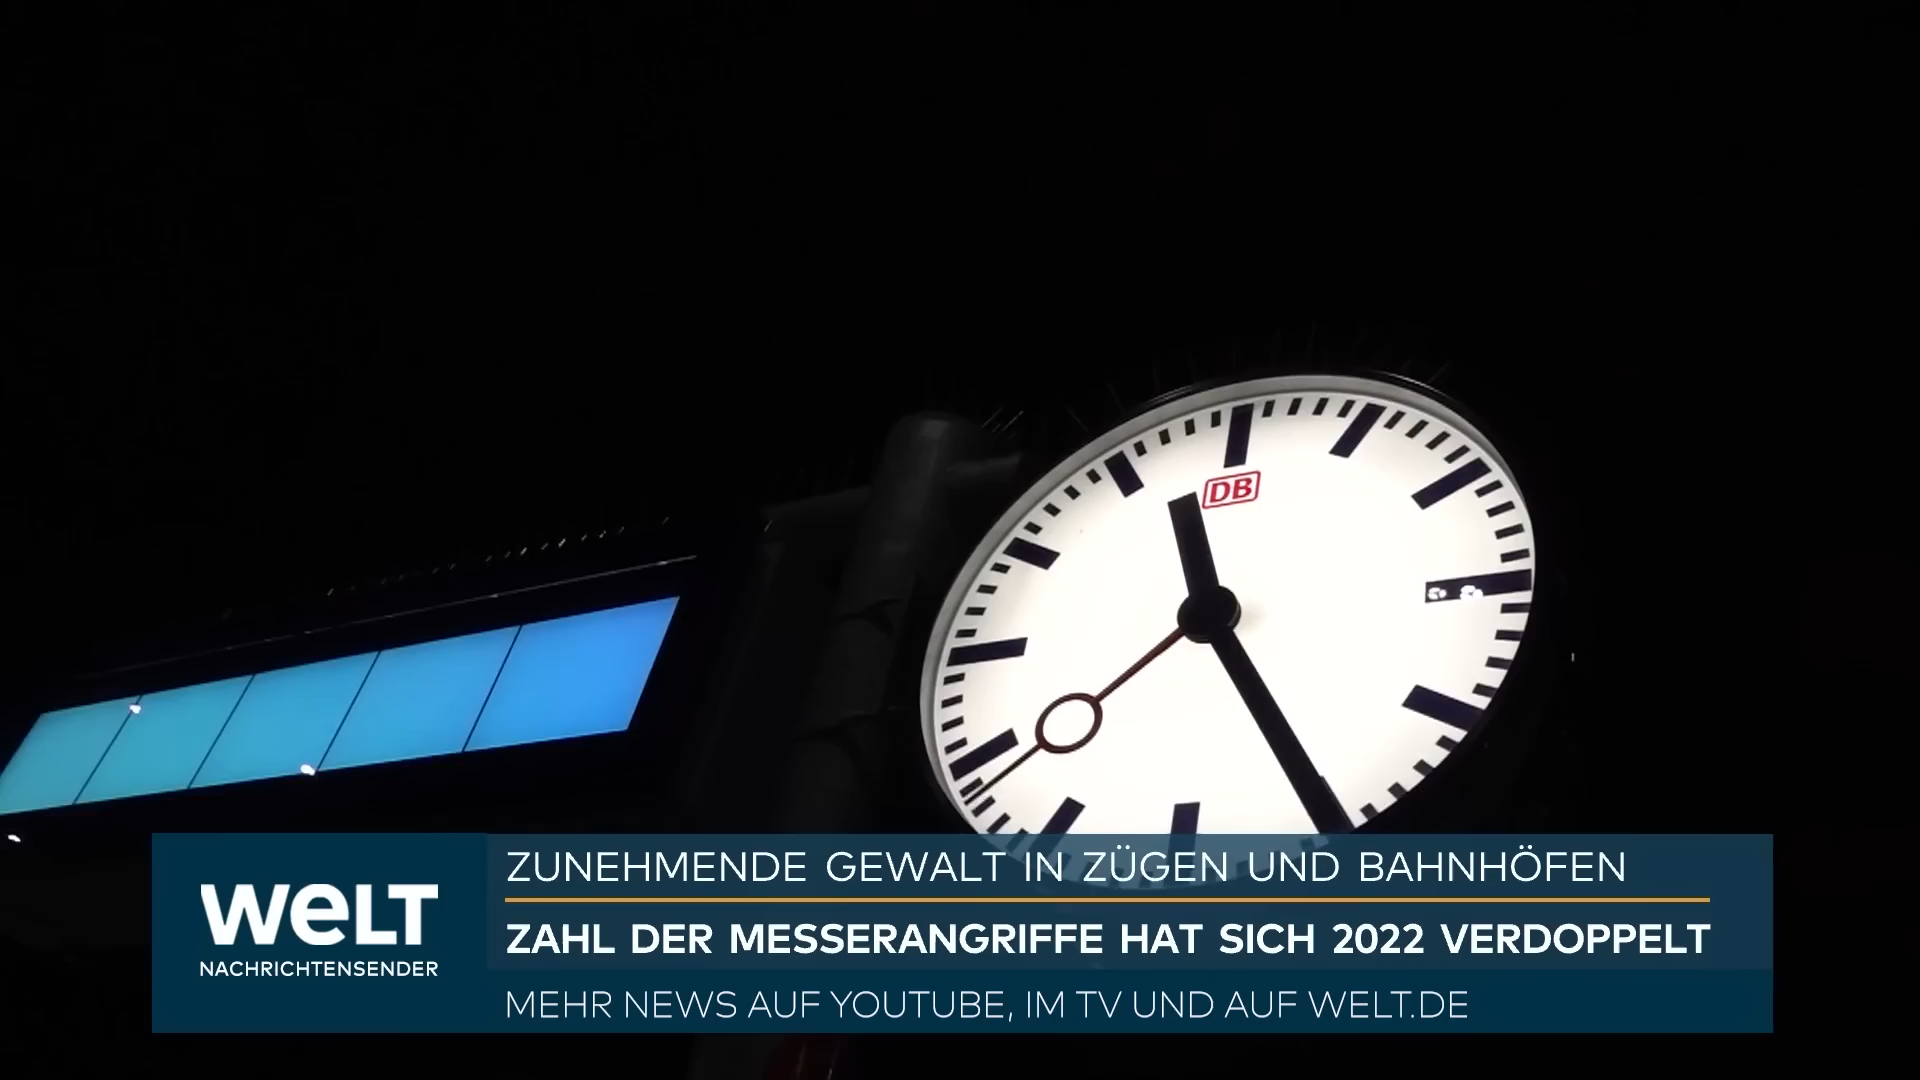 DB
ZUNEHMENDE GEWALT IN ZÜGEN UND BAHNHÖFEN
WELT
NACHRICHTENSENDER
ZAHL DER MESSERANGRIFFE HAT SICH 2022 VERDOPPELT
MEHR NEWS AUF YOUTUBE, IM TV UND AUF WELT.DE